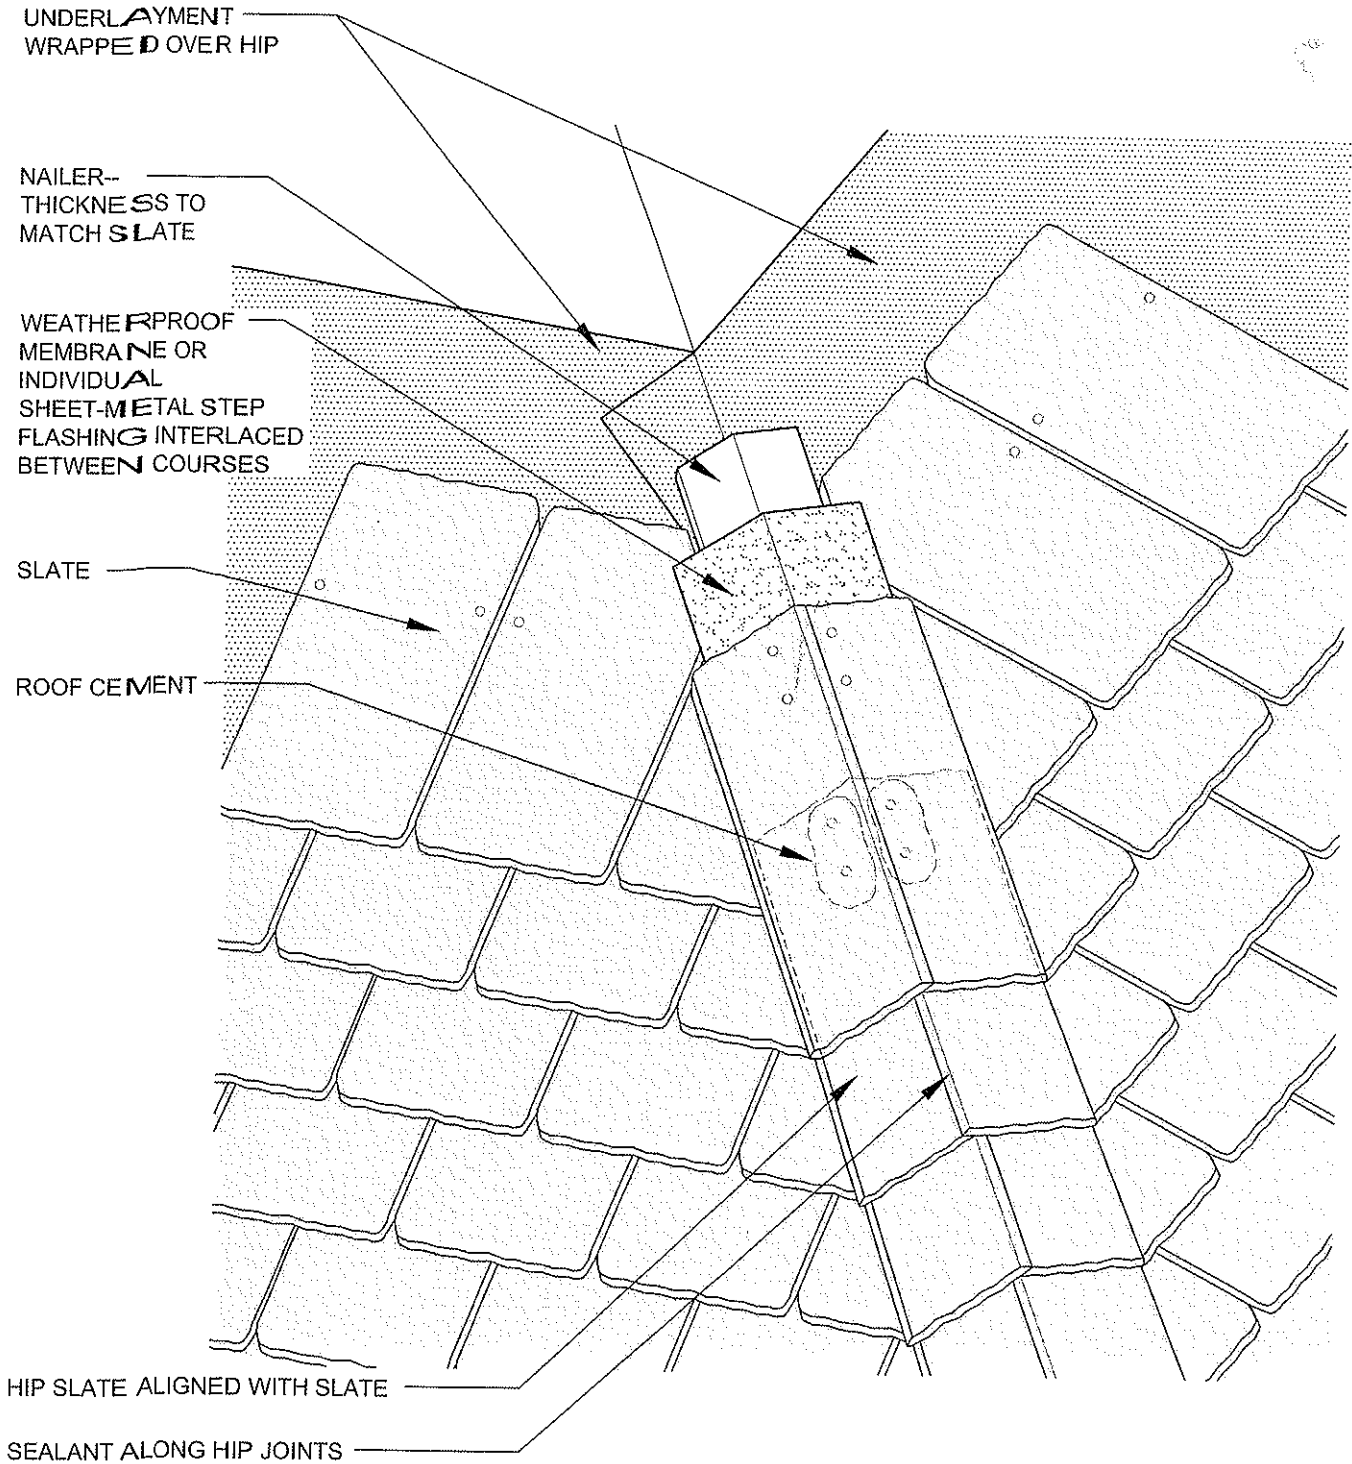 UNDERLAYMENT
WRAPPED OVER HIP
NAILER--
THICKNESS TO
MATCH SLATE
WEATHERPROOF
MEMBRANE OR
INDIVIDUAL
SHEET-METAL STEP
FLASHING INTERLACED
BETWEEN COURSES
SLATE
ROOF CEMENT
HIP SLATE ALIGNED WITH SLATE
SEALANT ALONG HIP JOINTS